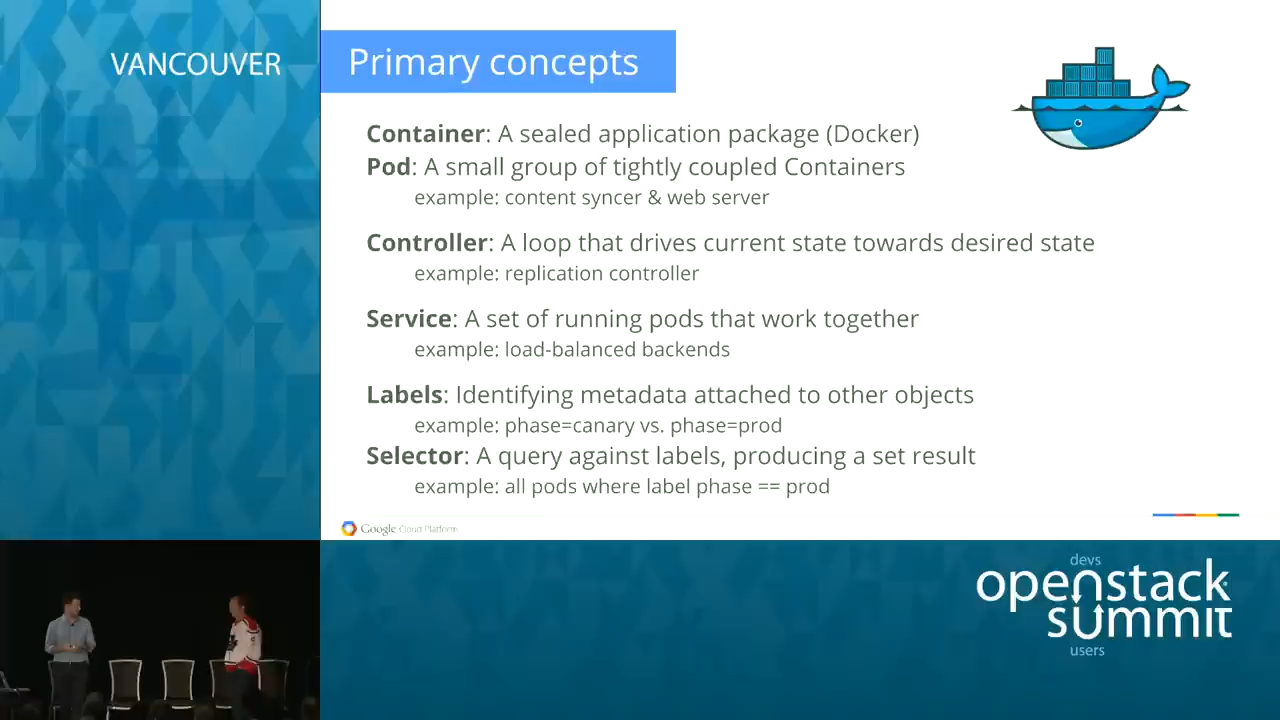 VANCOUVER
Primary concepts
Container: A sealed application package (Docker)
Pod: A small group of tightly coupled Containers
example: content syncer & web server
Controller: A loop that drives current state towards desired state
example: replication controller
Service: A set of running pods that work together
example: load-balanced backends
Labels: Identifying metadata attached to other objects
example: phase=canary vs. phase=prod
Selector: A query against labels, producing a set result
example: all pods where label phase == prod
Google Cloud Platform
devs
openstack
summit
users